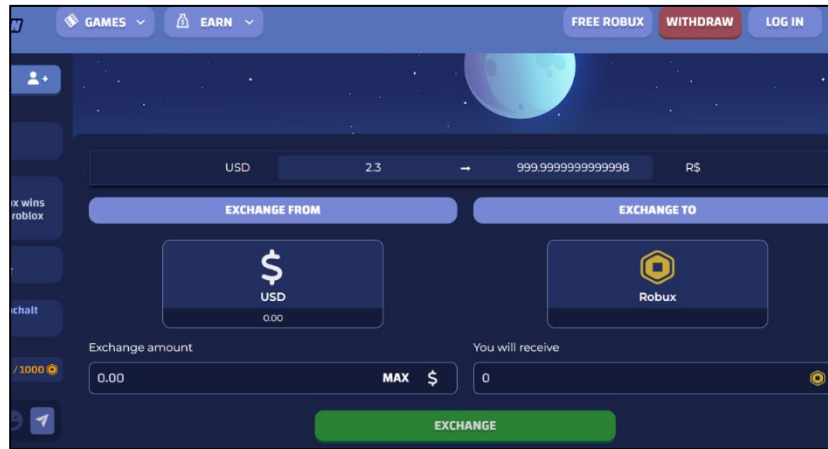 GAMES EARN FREE ROBUX WITHDRAW LOG IN
USD 2.3 → 999.9999999999998 R$
x wins
roblox
EXCHANGE FROM EXCHANGE TO
$
USD Robux
0.00
chalt
Exchange amount You will receive
/1000
0.00 MAX $ 0
EXCHANGE